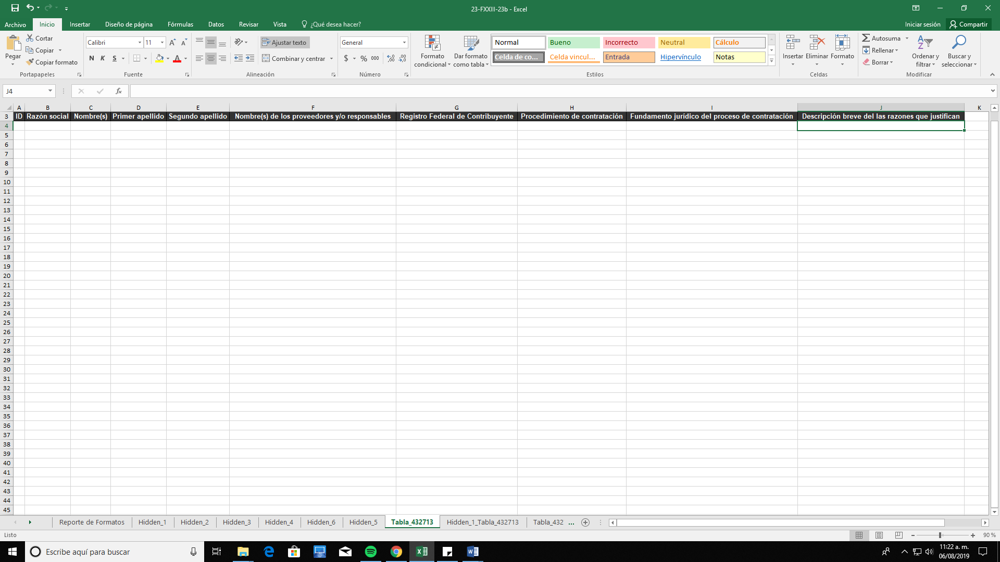 23-FXXIII-23b - Excel
Archivo Inicio Insertar Diseño de página Fórmulas Datos Revisar Vista ¿Qué desea hacer? Iniciar sesión Compartir
Pegar
Cortar
Copiar
Copiar formato
Portapapeles
Calibri 11
N K S
Fuente
Ajustar texto
Combinar y centrar
Alineación
General
$ % 000
Número
Formato condicional
Dar formato como tabla
Normal Bueno Incorrecto Neutral Cálculo
Celda de co... Celda vincul... Entrada Hipervínculo Notas
Estilos
Insertar Eliminar Formato
Celdas
Autosuma
Rellenar
Borrar
Ordenar y filtrar
Buscar y seleccionar
Modificar
J4 fx
A B C D E F G H I J K
3 ID Razón social Nombre(s) Primer apellido Segundo apellido Nombre(s) de los proveedores y/o responsables Registro Federal de Contribuyente Procedimiento de contratación Fundamento jurídico del proceso de contratación Descripción breve del las razones que justifican
4
5
6
7
8
9
10
11
12
13
14
15
16
17
18
19
20
21
22
23
24
25
26
27
28
29
30
31
32
33
34
35
36
37
38
39
40
41
42
43
44
45
Reporte de Formatos Hidden_1 Hidden_2 Hidden_3 Hidden_4 Hidden_6 Hidden_5 Tabla_432713 Hidden_1_Tabla_432713 Tabla_432 ...
Listo 90 %
Escribe aquí para buscar
11:22 a. m.
06/08/2019